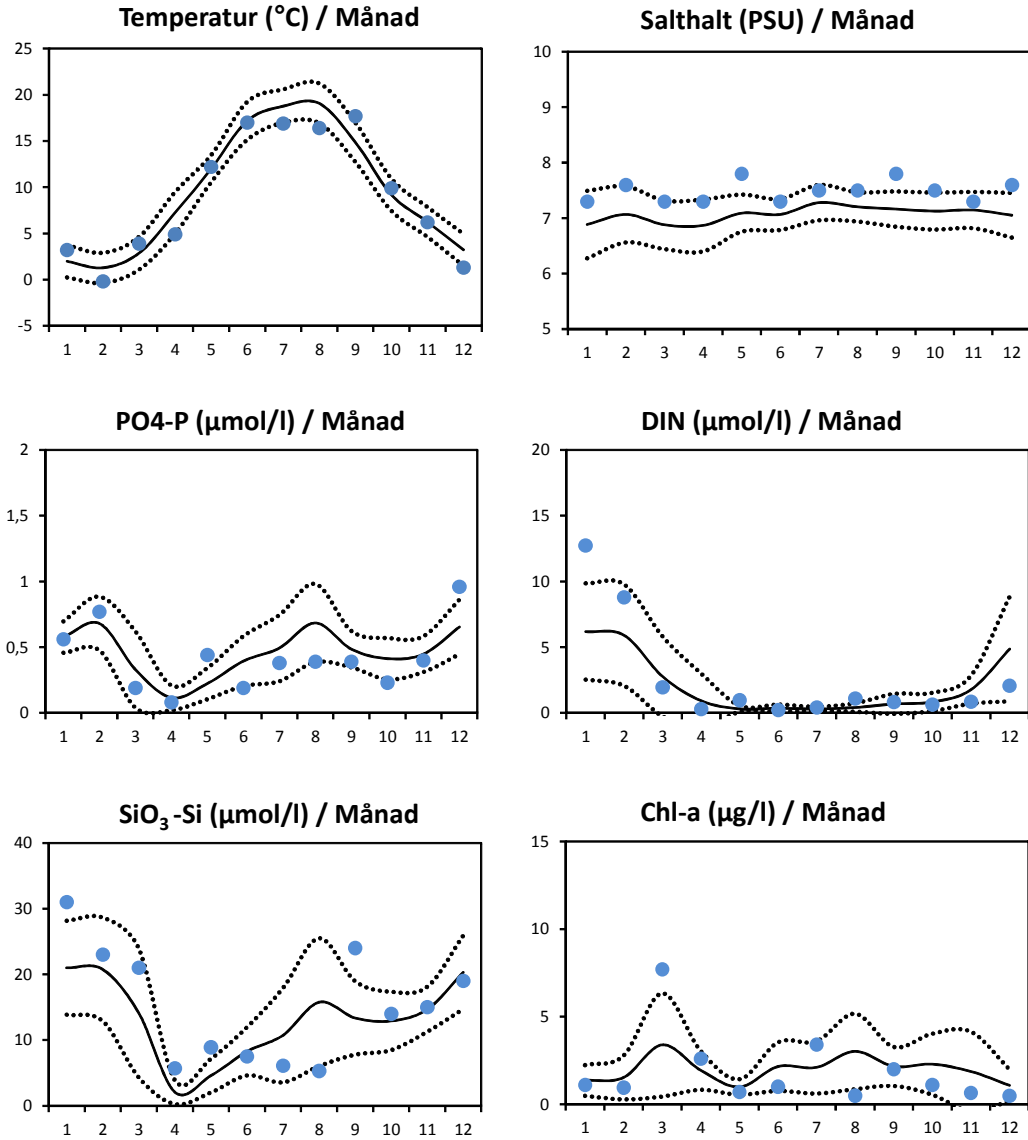 Temperatur (°C) / Månad
25
20
15
10
5
0
-5
1 2 3 4 5 6 7 8 9 10 11 12
Salthalt (PSU) / Månad
10
9
8
7
6
5
1 2 3 4 5 6 7 8 9 10 11 12
PO4-P (µmol/l) / Månad
2
1,5
1
0,5
0
1 2 3 4 5 6 7 8 9 10 11 12
DIN (µmol/l) / Månad
20
15
10
5
0
1 2 3 4 5 6 7 8 9 10 11 12
SiO₃ -Si (µmol/l) / Månad
40
30
20
10
0
1 2 3 4 5 6 7 8 9 10 11 12
Chl-a (µg/l) / Månad
15
10
5
0
1 2 3 4 5 6 7 8 9 10 11 12